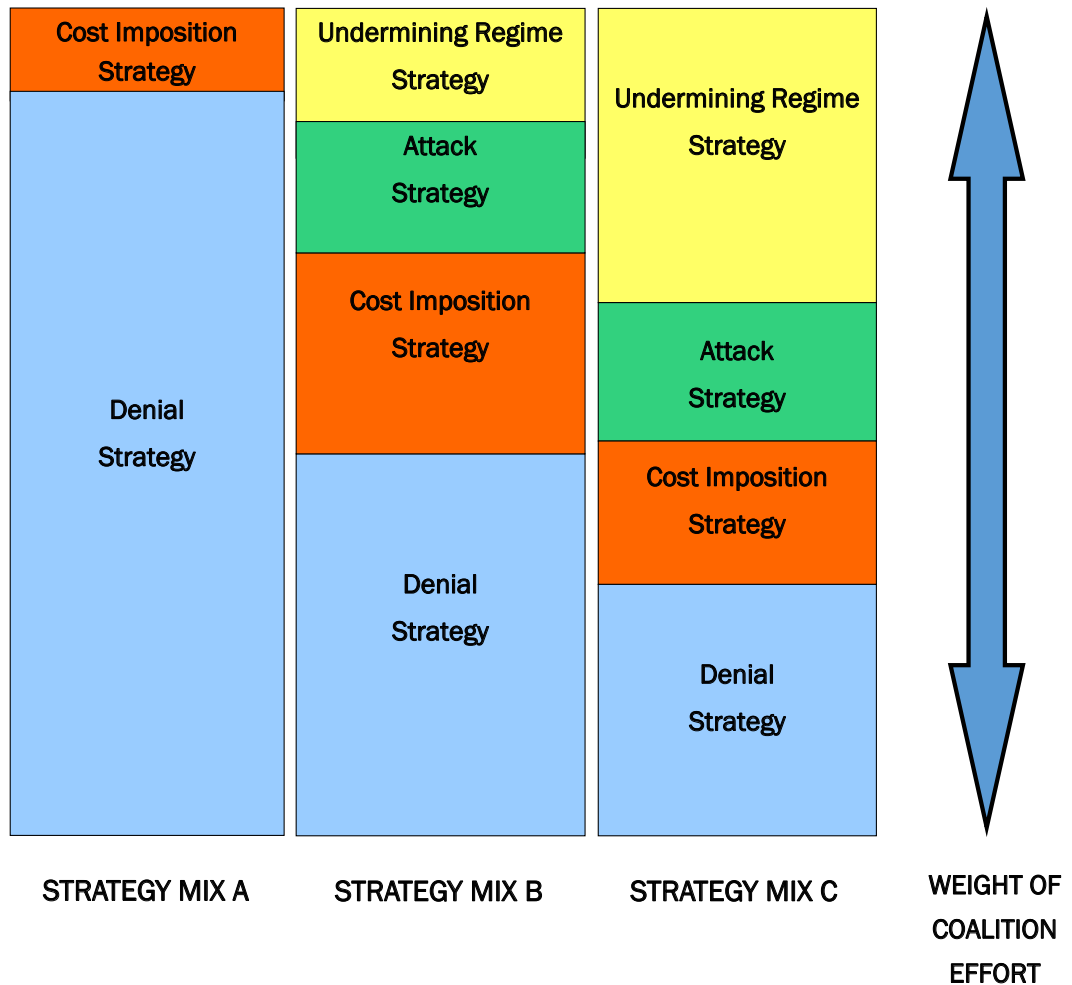 Cost Imposition
Strategy
Denial
Strategy
Undermining Regime
Strategy
Attack
Strategy
Cost Imposition
Strategy
Denial
Strategy
Undermining Regime
Strategy
Attack
Strategy
Cost Imposition
Strategy
Denial
Strategy
STRATEGY MIX A
STRATEGY MIX B
STRATEGY MIX C
WEIGHT OF
COALITION
EFFORT